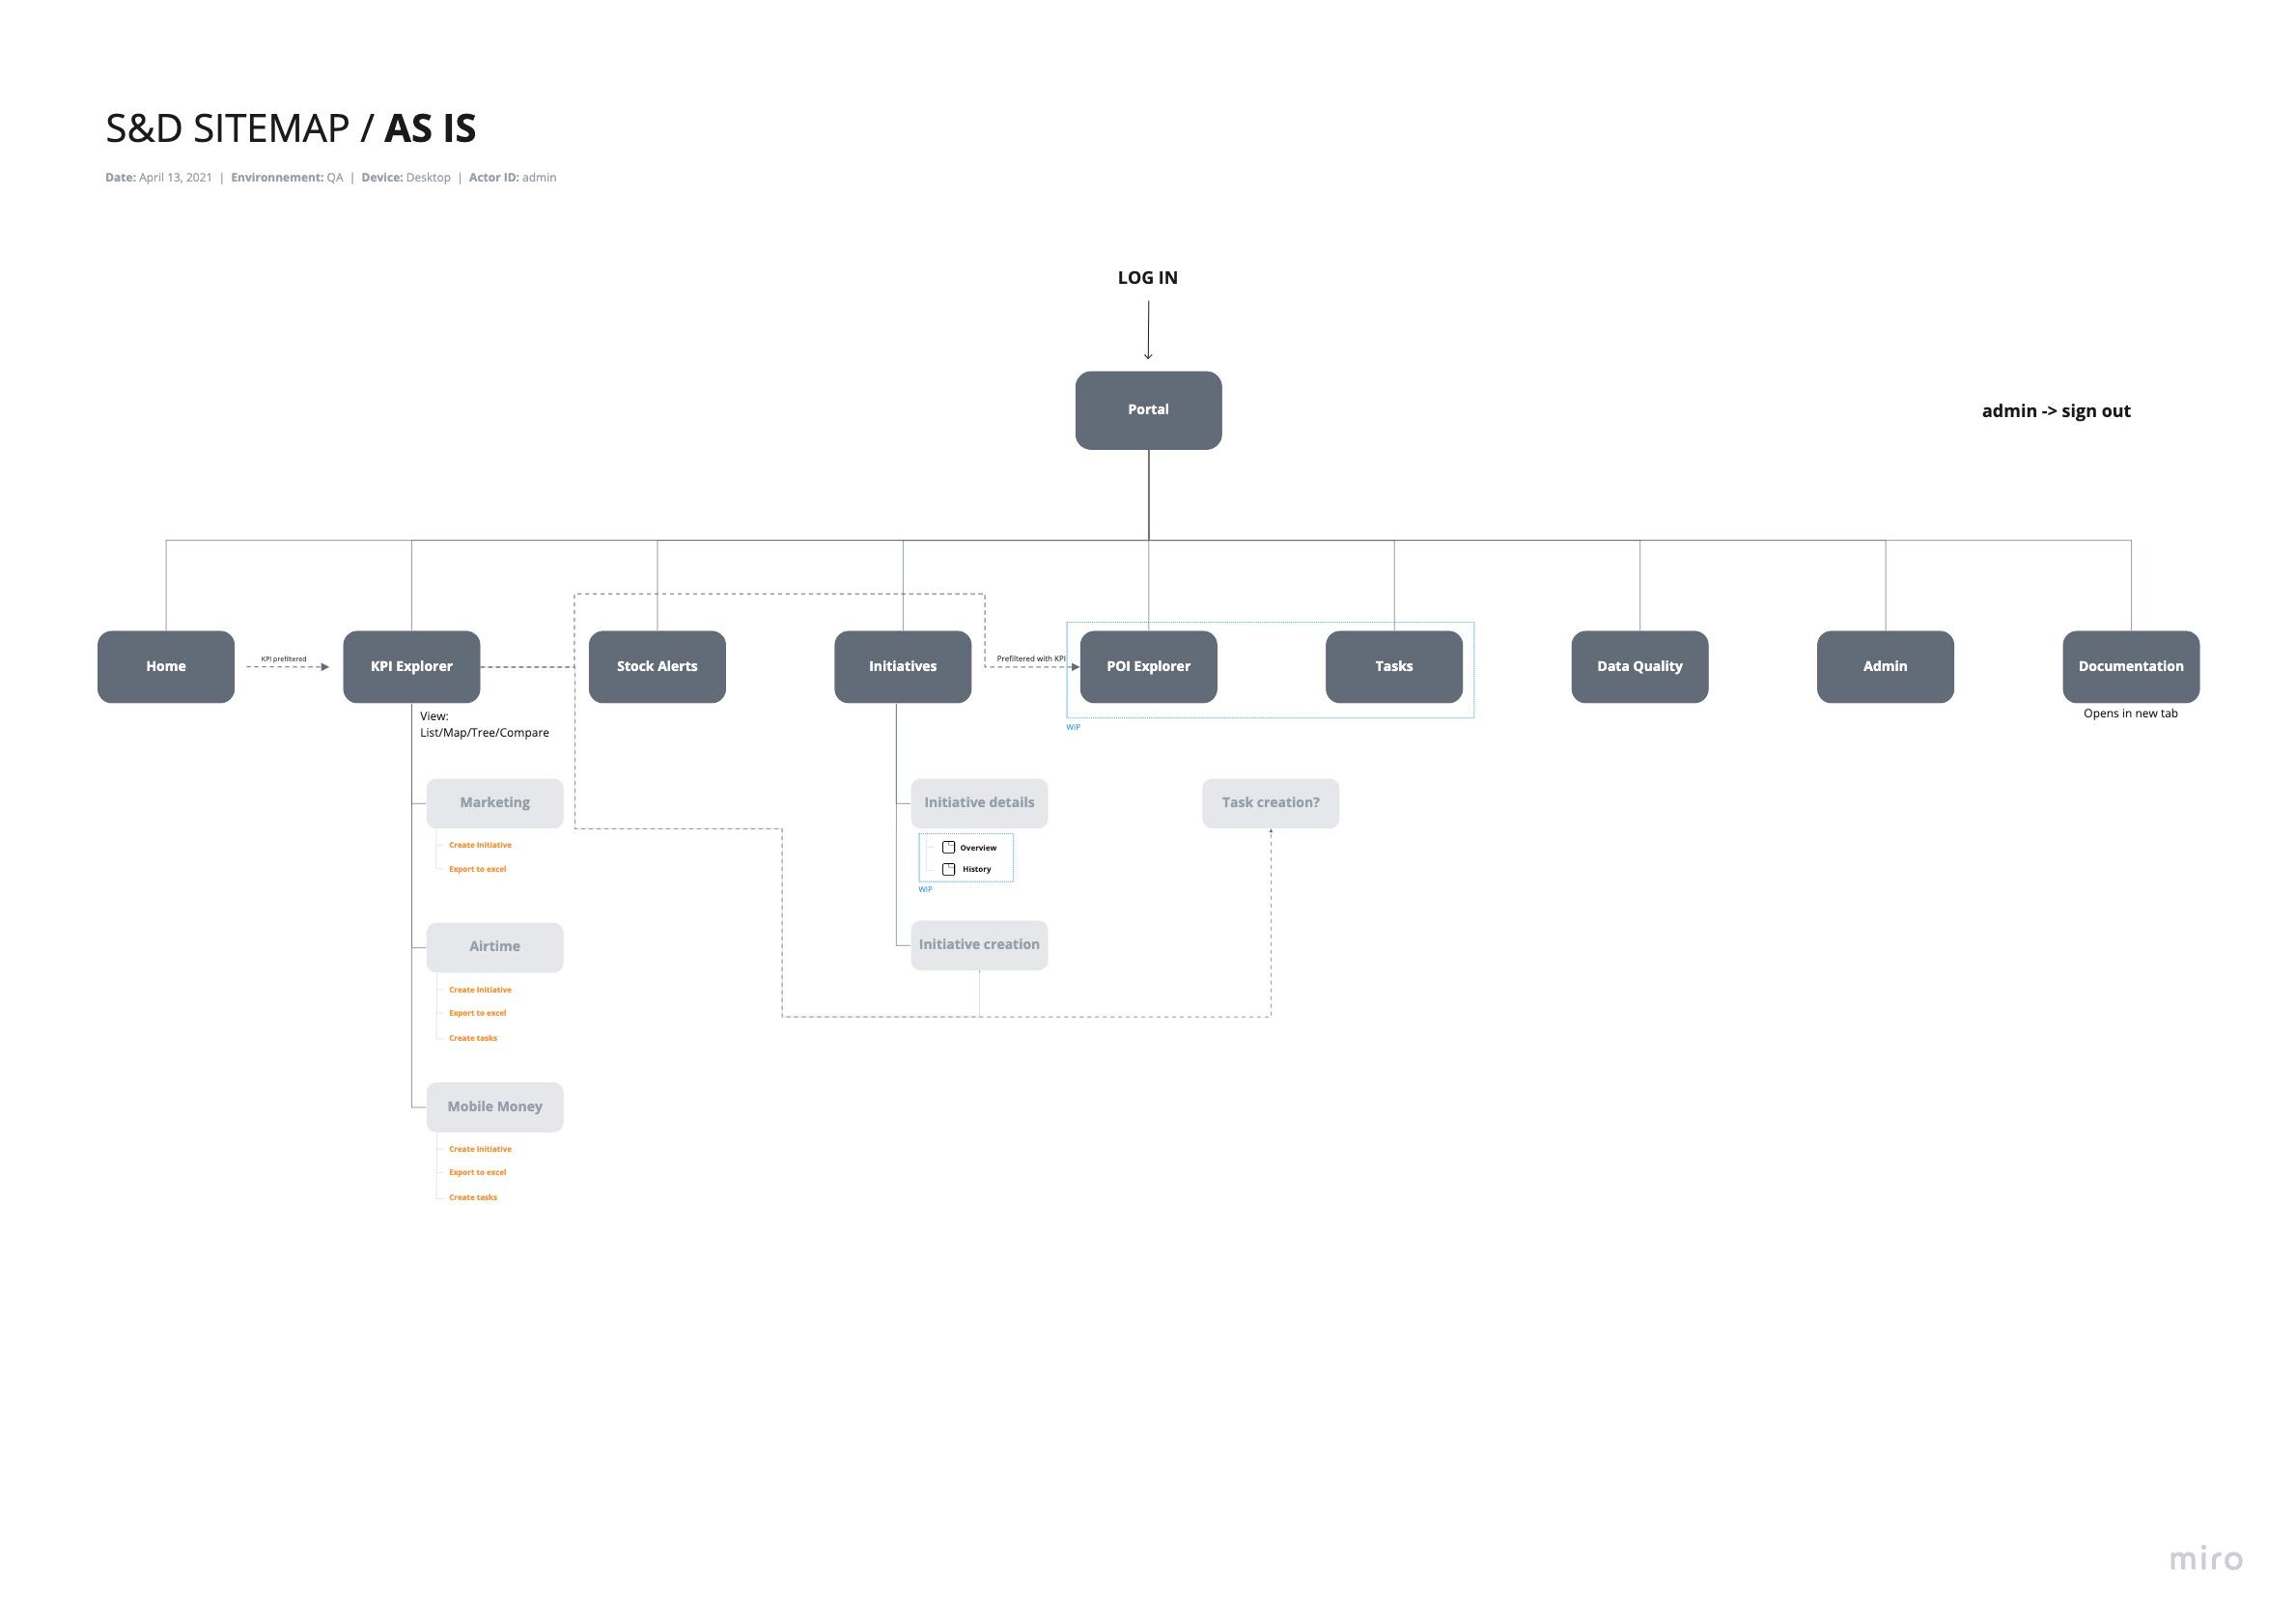 S&D SITEMAP / AS IS
Date: April 13, 2021 | Environnement: QA | Device: Desktop | Actor ID: admin
LOG IN
Portal
admin -> sign out
Home
KPI prefiltered
KPI Explorer
Stock Alerts
Initiatives
Prefiltered with KPI
POI Explorer
Tasks
Data Quality
Admin
Documentation
View:
List/Map/Tree/Compare
WIP
Opens in new tab
Marketing
Create Initiative
Export to excel
Airtime
Create Initiative
Export to excel
Create tasks
Mobile Money
Create Initiative
Export to excel
Create tasks
Initiative details
Overview
History
WIP
Initiative creation
Task creation?
miro